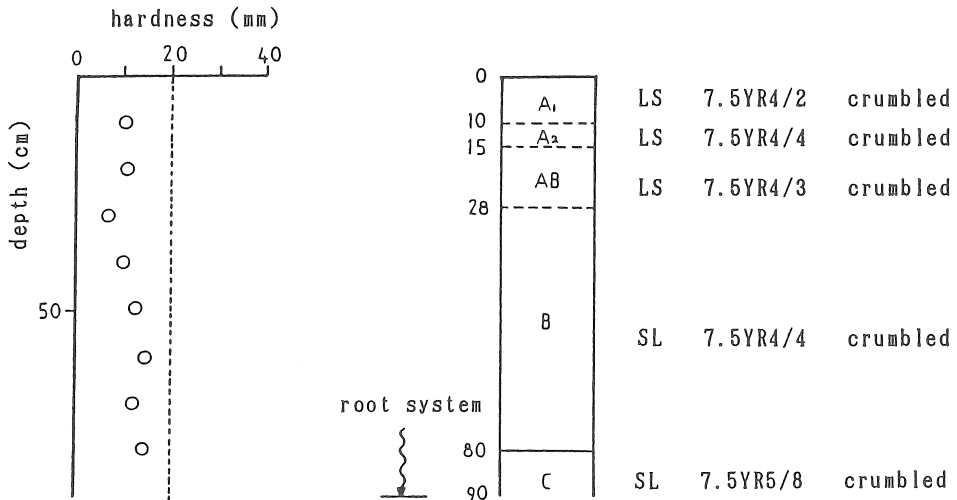 hardness (mm)
0 20 40
depth (cm)
50
root system
0
A₁ LS 7.5YR4/2 crumbled
10
A₂ LS 7.5YR4/4 crumbled
15
AB LS 7.5YR4/3 crumbled
28
B SL 7.5YR4/4 crumbled
80
C SL 7.5YR5/8 crumbled
90